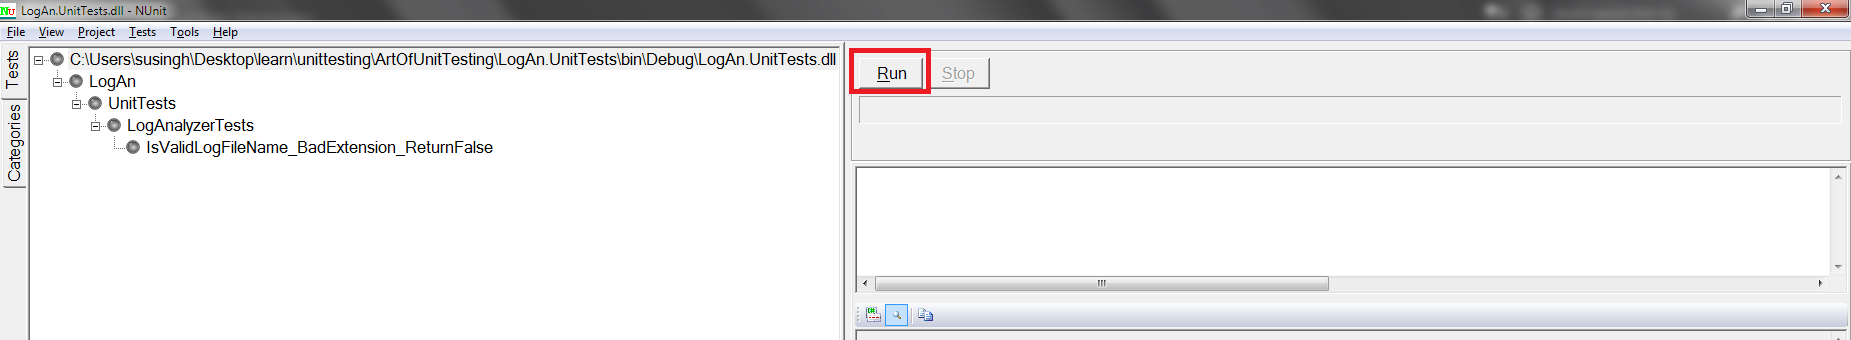 LogAn.UnitTests.dll - NUnit
File View Project Tests Tools Help
Tests
Categories
C:\Users\susingh\Desktop\learn\unittesting\ArtOfUnitTesting\LogAn.UnitTests\bin\Debug\LogAn.UnitTests.dll
LogAn
UnitTests
LogAnalyzerTests
IsValidLogFileName_BadExtension_ReturnFalse
Run Stop